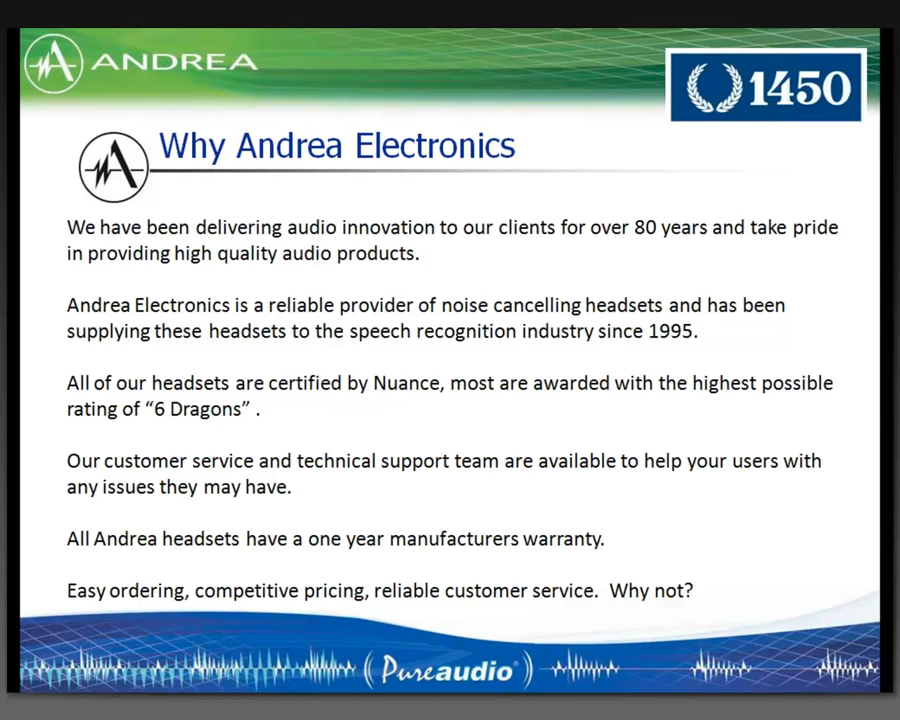 ANDREA
1450
Why Andrea Electronics
We have been delivering audio innovation to our clients for over 80 years and take pride
in providing high quality audio products.
Andrea Electronics is a reliable provider of noise cancelling headsets and has been
supplying these headsets to the speech recognition industry since 1995.
All of our headsets are certified by Nuance, most are awarded with the highest possible
rating of “6 Dragons” .
Our customer service and technical support team are available to help your users with
any issues they may have.
All Andrea headsets have a one year manufacturers warranty.
Easy ordering, competitive pricing, reliable customer service.  Why not?
(Pureaudio®)